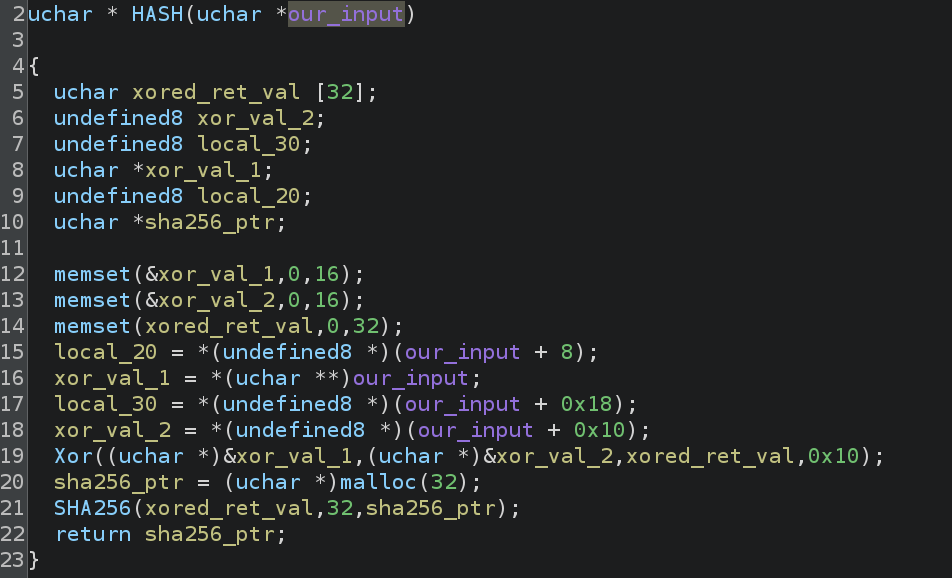 2 uchar * HASH(uchar *our_input)
3
4 {
5 uchar xored_ret_val [32];
6 undefined8 xor_val_2;
7 undefined8 local_30;
8 uchar *xor_val_1;
9 undefined8 local_20;
10 uchar *sha256_ptr;
11
12 memset(&xor_val_1,0,16);
13 memset(&xor_val_2,0,16);
14 memset(xored_ret_val,0,32);
15 local_20 = *(undefined8 *)(our_input + 8);
16 xor_val_1 = *(uchar **)our_input;
17 local_30 = *(undefined8 *)(our_input + 0x18);
18 xor_val_2 = *(undefined8 *)(our_input + 0x10);
19 Xor((uchar *)&xor_val_1,(uchar *)&xor_val_2,xored_ret_val,0x10);
20 sha256_ptr = (uchar *)malloc(32);
21 SHA256(xored_ret_val,32,sha256_ptr);
22 return sha256_ptr;
23 }